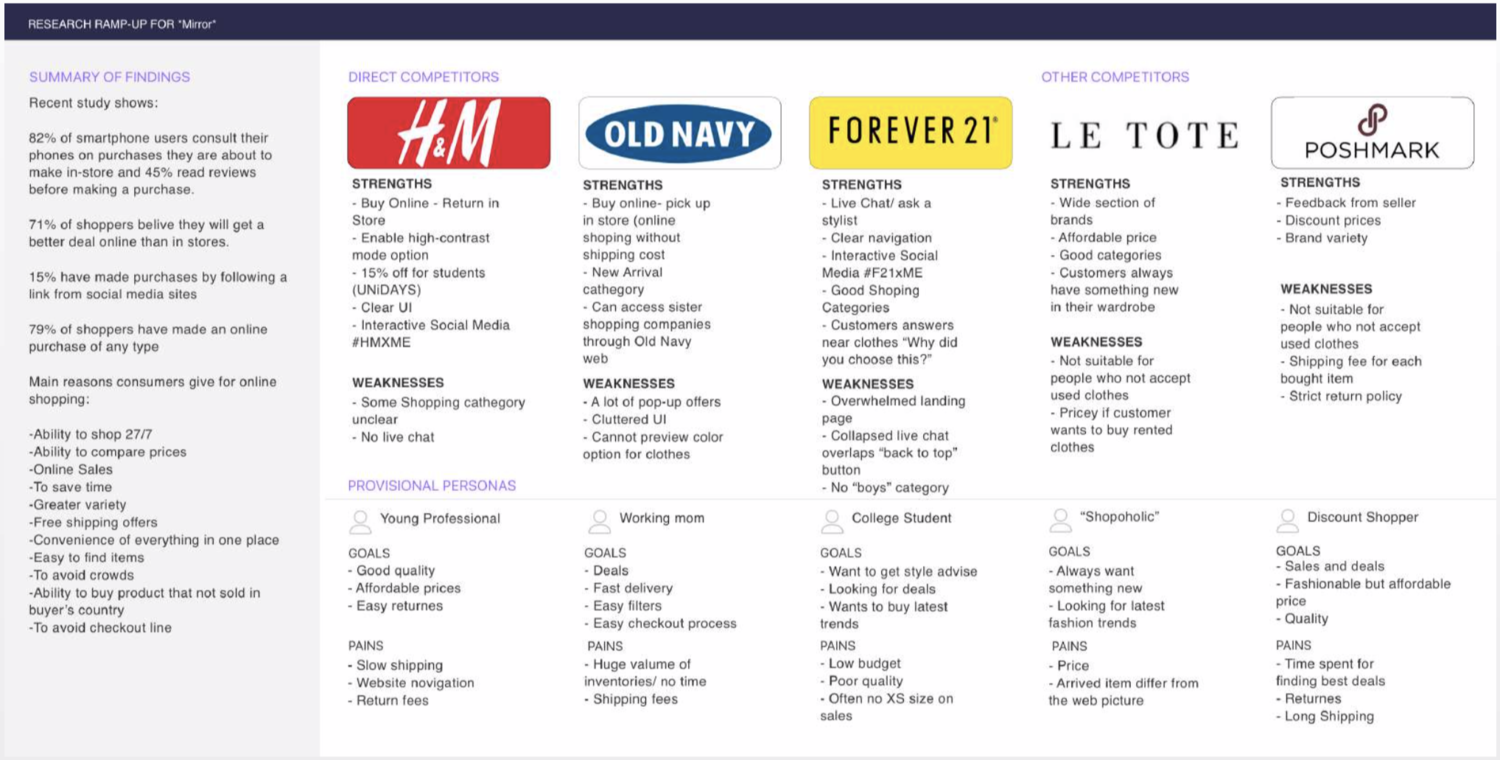 RESEARCH RAMP-UP FOR "Mirror"
SUMMARY OF FINDINGS
Recent study shows:
82% of smartphone users consult their
phones on purchases they are about to
make in-store and 45% read reviews
before making a purchase.
71% of shoppers belive they will get a
better deal online than in stores.
15% have made purchases by following a
link from social media sites
79% of shoppers have made an online
purchase of any type
Main reasons consumers give for online
shopping:
-Ability to shop 27/7
-Ability to compare prices
-Online Sales
-To save time
-Greater variety
-Free shipping offers
-Convenience of everything in one place
-Easy to find items
-To avoid crowds
-Ability to buy product that not sold in
buyer's country
-To avoid checkout line
DIRECT COMPETITORS
H&M
STRENGTHS
- Buy Online - Return in
Store
- Enable high-contrast
mode option
- 15% off for students
(UNiDAYS)
- Clear UI
- Interactive Social Media
#HMXME
WEAKNESSES
- Some Shopping cathegory
unclear
- No live chat
OLD NAVY
STRENGTHS
- Buy online- pick up
in store (online
shoping without
shipping cost
- New Arrival
cathegory
- Can access sister
shopping companies
through Old Navy
web
WEAKNESSES
- A lot of pop-up offers
- Cluttered UI
- Cannot preview color
option for clothes
FOREVER 21®
STRENGTHS
- Live Chat/ ask a
stylist
- Clear navigation
- Interactive Social
Media #F21xME
- Good Shoping
Categories
- Customers answers
near clothes "Why did
you choose this?"
WEAKNESSES
- Overwhelmed landing
page
- Collapsed live chat
overlaps "back to top"
button
- No "boys" category
OTHER COMPETITORS
LE TOTE
STRENGTHS
- Wide section of
brands
- Affordable price
- Good categories
- Customers always
have something new
in their wardrobe
WEAKNESSES
- Not suitable for
people who not accept
used clothes
- Pricey if customer
wants to buy rented
clothes
POSHMARK
STRENGTHS
- Feedback from seller
- Discount prices
- Brand variety
WEAKNESSES
- Not suitable for
people who not accept
used clothes
- Shipping fee for each
bought item
- Strict return policy
PROVISIONAL PERSONAS
Young Professional
GOALS
- Good quality
- Affordable prices
- Easy returnes
PAINS
- Slow shipping
- Website navigation
- Return fees
Working mom
GOALS
- Deals
- Fast delivery
- Easy filters
- Easy checkout process
PAINS
- Huge valume of
inventories/ no time
- Shipping fees
College Student
GOALS
- Want to get style advise
- Looking for deals
- Wants to buy latest
trends
PAINS
- Low budget
- Poor quality
- Often no XS size on
sales
"Shopoholic"
GOALS
- Always want
something new
- Looking for latest
fashion trends
PAINS
- Price
- Arrived item differ from
the web picture
Discount Shopper
GOALS
- Sales and deals
- Fashionable but affordable
price
- Quality
PAINS
- Time spent for
finding best deals
- Returnes
- Long Shipping